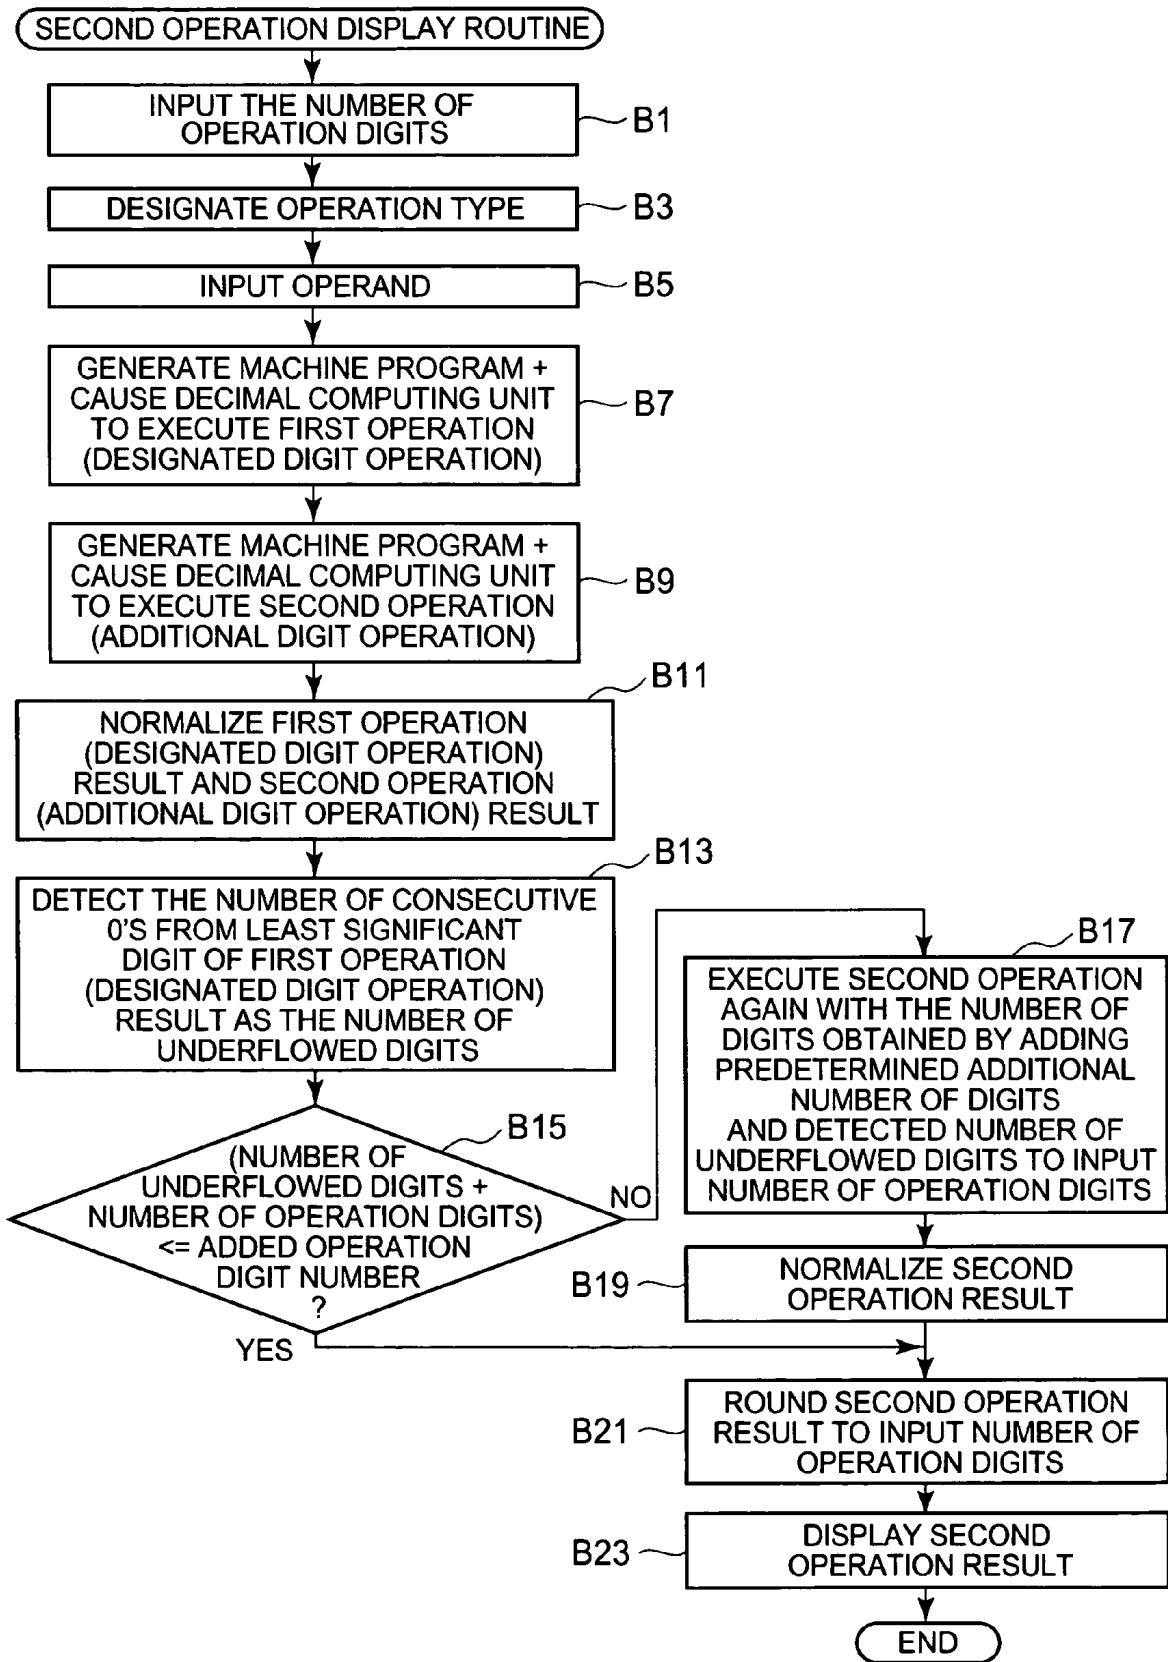 SECOND OPERATION DISPLAY ROUTINE
INPUT THE NUMBER OF
OPERATION DIGITS
B1
DESIGNATE OPERATION TYPE
B3
INPUT OPERAND
B5
GENERATE MACHINE PROGRAM +
CAUSE DECIMAL COMPUTING UNIT
TO EXECUTE FIRST OPERATION
(DESIGNATED DIGIT OPERATION)
B7
GENERATE MACHINE PROGRAM +
CAUSE DECIMAL COMPUTING UNIT
TO EXECUTE SECOND OPERATION
(ADDITIONAL DIGIT OPERATION)
B9
B11
NORMALIZE FIRST OPERATION
(DESIGNATED DIGIT OPERATION)
RESULT AND SECOND OPERATION
(ADDITIONAL DIGIT OPERATION) RESULT
B13
DETECT THE NUMBER OF CONSECUTIVE
0'S FROM LEAST SIGNIFICANT
DIGIT OF FIRST OPERATION
(DESIGNATED DIGIT OPERATION)
RESULT AS THE NUMBER OF
UNDERFLOWED DIGITS
B15
(NUMBER OF
UNDERFLOWED DIGITS +
NUMBER OF OPERATION DIGITS)
<= ADDED OPERATION
DIGIT NUMBER
?
NO
YES
B17
EXECUTE SECOND OPERATION
AGAIN WITH THE NUMBER OF
DIGITS OBTAINED BY ADDING
PREDETERMINED ADDITIONAL
NUMBER OF DIGITS
AND DETECTED NUMBER OF
UNDERFLOWED DIGITS TO INPUT
NUMBER OF OPERATION DIGITS
B19
NORMALIZE SECOND
OPERATION RESULT
B21
ROUND SECOND OPERATION
RESULT TO INPUT NUMBER OF
OPERATION DIGITS
B23
DISPLAY SECOND
OPERATION RESULT
END